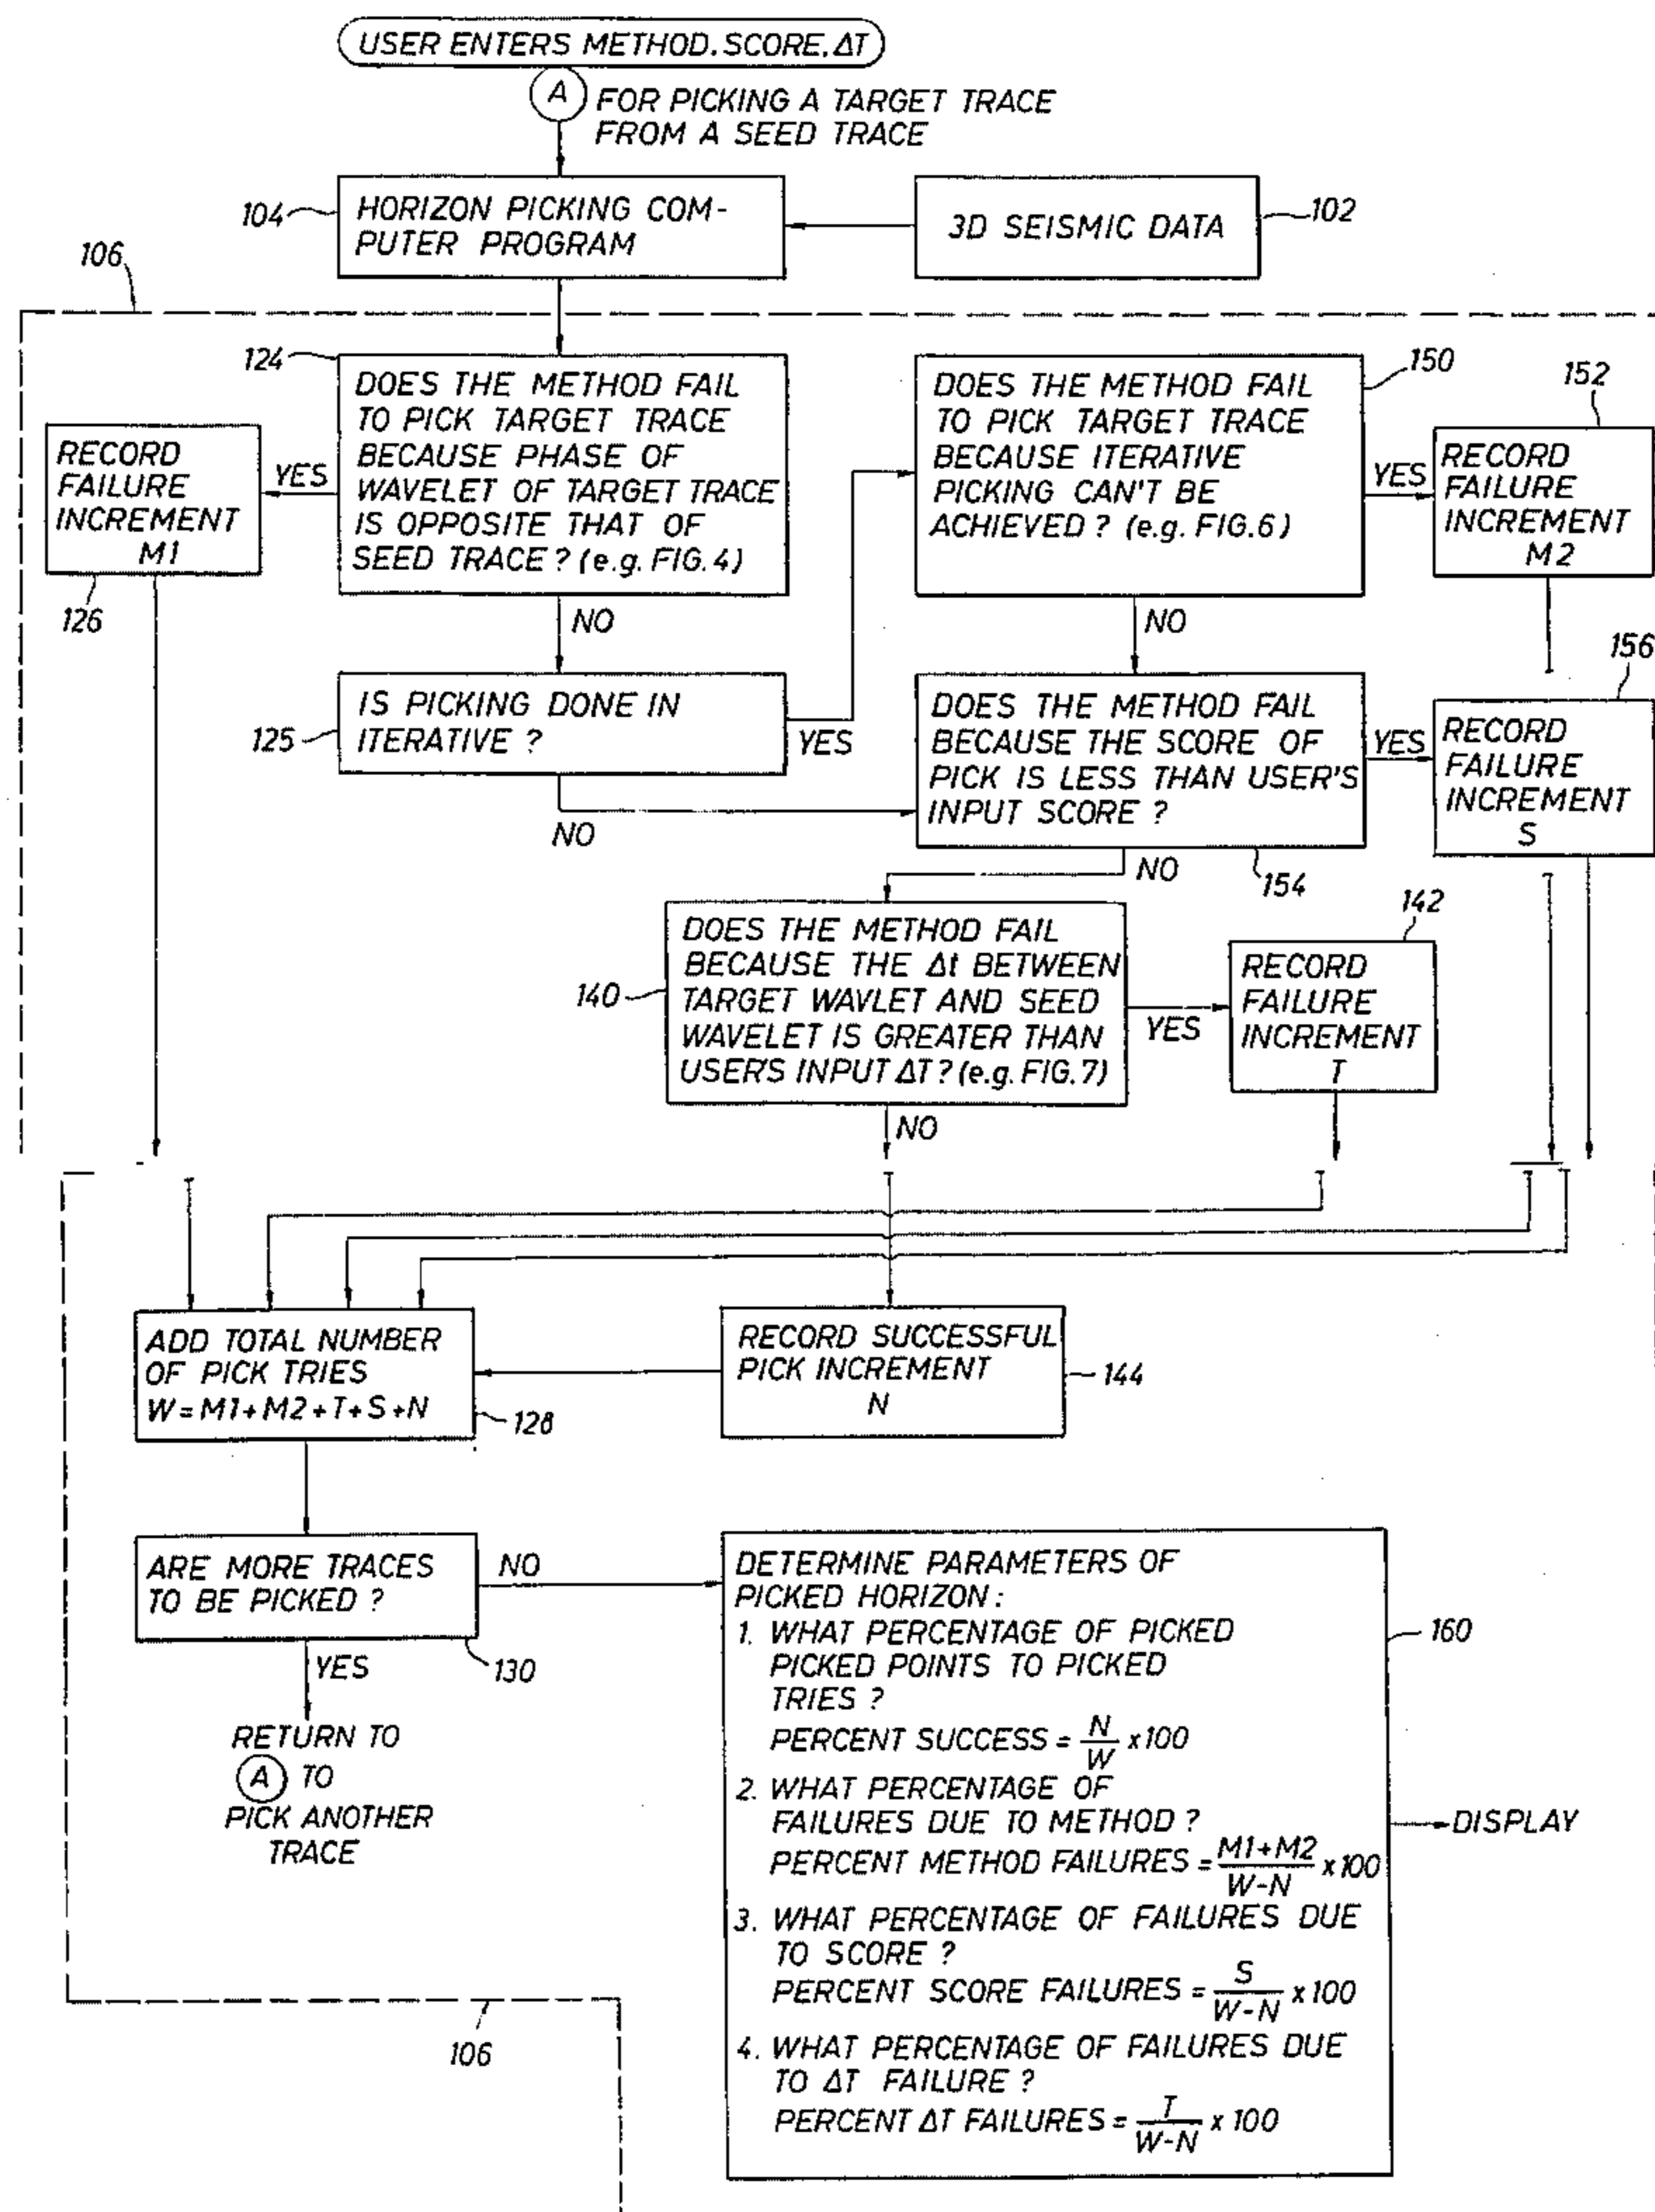 USER ENTERS METHOD.SCORE.ΔT
A
FOR PICKING A TARGET TRACE
FROM A SEED TRACE
104
HORIZON PICKING COM-
PUTER PROGRAM
3D SEISMIC DATA
102
106
124
DOES THE METHOD FAIL
TO PICK TARGET TRACE
BECAUSE PHASE OF
WAVELET OF TARGET TRACE
IS OPPOSITE THAT OF
SEED TRACE? (e.g. FIG. 4)
YES
RECORD
FAILURE
INCREMENT
M1
126
NO
150
DOES THE METHOD FAIL
TO PICK TARGET TRACE
BECAUSE ITERATIVE
PICKING CAN'T BE
ACHIEVED? (e.g. FIG.6)
YES
152
RECORD
FAILURE
INCREMENT
M2
NO
125
IS PICKING DONE IN
ITERATIVE?
YES
NO
DOES THE METHOD FAIL
BECAUSE THE SCORE OF
PICK IS LESS THAN USER'S
INPUT SCORE?
154
YES
156
RECORD
FAILURE
INCREMENT
S
NO
140
DOES THE METHOD FAIL
BECAUSE THE Δt BETWEEN
TARGET WAVLET AND SEED
WAVELET IS GREATER THAN
USER'S INPUT ΔT? (e.g. FIG. 7)
YES
142
RECORD
FAILURE
INCREMENT
T
NO
ADD TOTAL NUMBER
OF PICK TRIES
W=M1+M2+T+S+N
128
RECORD SUCCESSFUL
PICK INCREMENT
N
144
ARE MORE TRACES
TO BE PICKED?
130
NO
YES
RETURN TO
A TO
PICK ANOTHER
TRACE
DETERMINE PARAMETERS OF
PICKED HORIZON:
1. WHAT PERCENTAGE OF PICKED
PICKED POINTS TO PICKED
TRIES?
PERCENT SUCCESS = N/W x100
2. WHAT PERCENTAGE OF
FAILURES DUE TO METHOD?
PERCENT METHOD FAILURES = M1+M2/W-N x100
3. WHAT PERCENTAGE OF FAILURES DUE
TO SCORE?
PERCENT SCORE FAILURES = S/W-N x100
4. WHAT PERCENTAGE OF FAILURES DUE
TO ΔT FAILURE?
PERCENT ΔT FAILURES = T/W-N x 100
160
DISPLAY
106